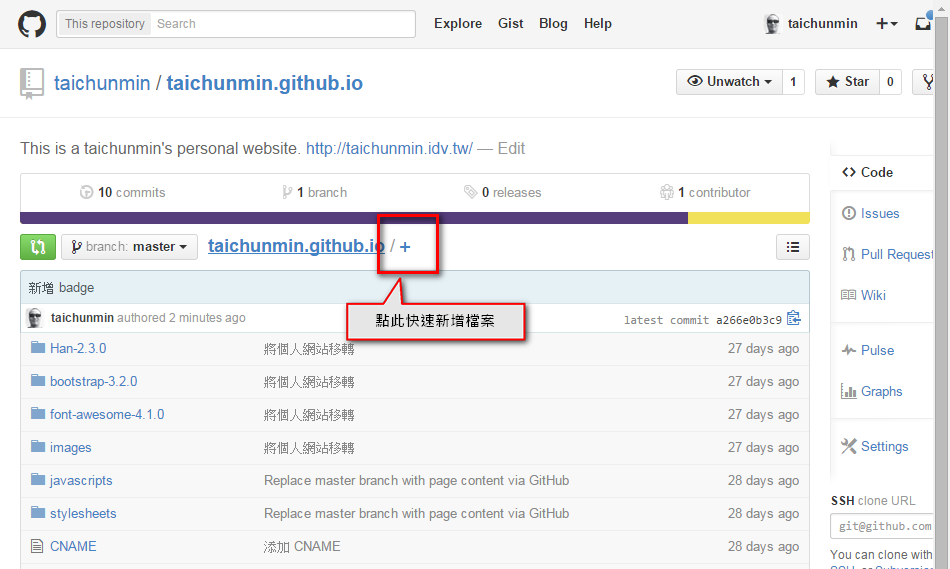 This repository Search Explore Gist Blog Help taichunmin
taichunmin / taichunmin.github.io Unwatch 1 Star 0
This is a taichunmin's personal website. http://taichunmin.idv.tw/ — Edit
10 commits 1 branch 0 releases 1 contributor
branch: master taichunmin.github.io / +
新增 badge
taichunmin authored 2 minutes ago latest commit a266e0b3c9
點此快速新增檔案
Han-2.3.0 將個人網站移轉 27 days ago
bootstrap-3.2.0 將個人網站移轉 27 days ago
font-awesome-4.1.0 將個人網站移轉 27 days ago
images 將個人網站移轉 27 days ago
javascripts Replace master branch with page content via GitHub 28 days ago
stylesheets Replace master branch with page content via GitHub 28 days ago
CNAME 添加 CNAME 28 days ago
Code
Issues
Pull Request
Wiki
Pulse
Graphs
Settings
SSH clone URL
git@github.com
You can clone with